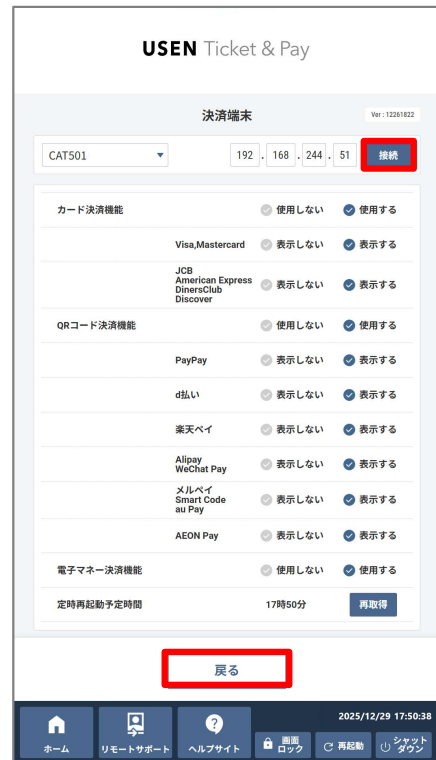 USEN Ticket & Pay
決済端末
Ver : 12261822
CAT501 192 . 168 . 244 . 51 接続
カード決済機能 使用しない 使用する
Visa,Mastercard 表示しない 表示する
JCB
American Express
DinersClub
Discover
表示しない 表示する
QRコード決済機能 使用しない 使用する
PayPay 表示しない 表示する
d払い 表示しない 表示する
楽天ペイ 表示しない 表示する
Alipay
WeChat Pay
表示しない 表示する
メルペイ
Smart Code
au Pay
表示しない 表示する
AEON Pay 表示しない 表示する
電子マネー決済機能 使用しない 使用する
定時再起動予定時間 17時50分 再取得
戻る
2025/12/29 17:50:38
ホーム リモートサポート ヘルプサイト 画面ロック 再起動 シャットダウン